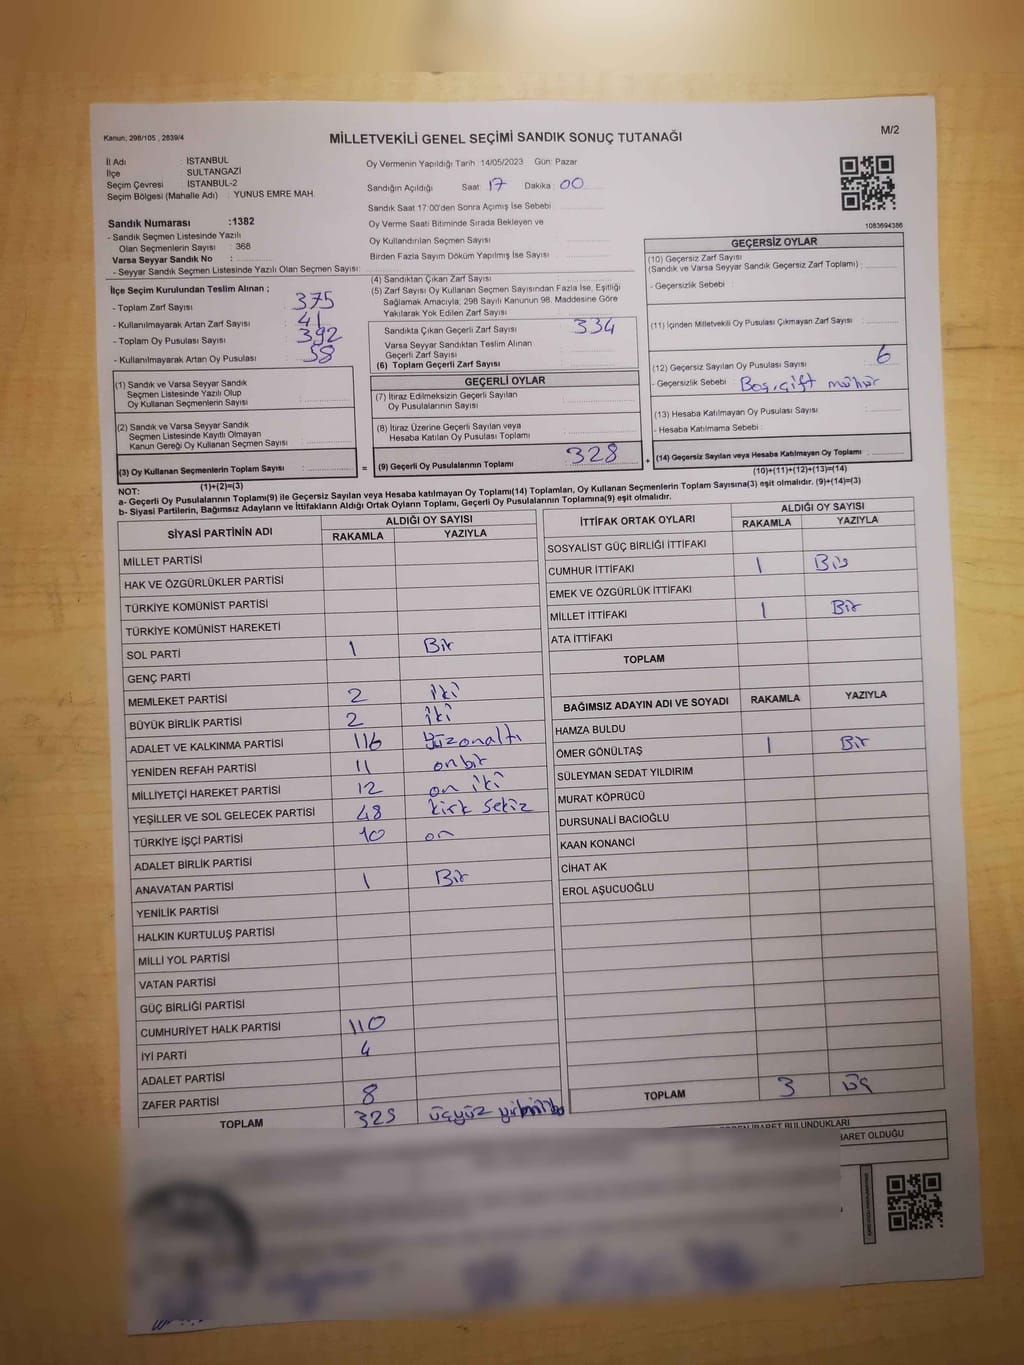 Kanun; 298/105 , 2839/4
MİLLETVEKİLİ GENEL SEÇİMİ SANDIK SONUÇ TUTANAĞI
M/2
İl Adı : İSTANBUL
İlçe : SULTANGAZİ
Seçim Çevresi : İSTANBUL-2
Seçim Bölgesi (Mahalle Adı) : YUNUS EMRE MAH.
Oy Vermenin Yapıldığı Tarih :14/05/2023 Gün: Pazar
Sandığın Açıldığı Saat: 17 Dakika: 00
Sandık Saat 17:00'den Sonra Açılmış İse Sebebi :
Sandık Numarası :1382
- Sandık Seçmen Listesinde Yazılı
Olan Seçmenlerin Sayısı : 368
Varsa Seyyar Sandık No :
- Seyyar Sandık Seçmen Listesinde Yazılı Olan Seçmen Sayısı:
Oy Verme Saati Bitiminde Sırada Bekleyen ve
Oy Kullandırılan Seçmen Sayısı
Birden Fazla Sayım Döküm Yapılmış İse Sayısı :
1083694386
İlçe Seçim Kurulundan Teslim Alınan ;
- Toplam Zarf Sayısı : 375
- Kullanılmayarak Artan Zarf Sayısı : 41
- Toplam Oy Pusulası Sayısı : 392
- Kullanılmayarak Artan Oy Pusulası : 58
(4) Sandıktan Çıkan Zarf Sayısı
(5) Zarf Sayısı Oy Kullanan Seçmen Sayısından Fazla İse, Eşitliği
Sağlamak Amacıyla; 298 Sayılı Kanunun 98. Maddesine Göre
Yakılarak Yok Edilen Zarf Sayısı
Sandıkta Çıkan Geçerli Zarf Sayısı 334
Varsa Seyyar Sandıktan Teslim Alınan
Geçerli Zarf Sayısı
(6) Toplam Geçerli Zarf Sayısı
GEÇERSİZ OYLAR
(10) Geçersiz Zarf Sayısı
(Sandık ve Varsa Seyyar Sandık Geçersiz Zarf Toplamı) :
- Geçersizlik Sebebi :
(11) İçinden Milletvekili Oy Pusulası Çıkmayan Zarf Sayısı
(12) Geçersiz Sayılan Oy Pusulası Sayısı : 6
- Geçersizlik Sebebi : Boş, çift mühür
(13) Hesaba Katılmayan Oy Pusulası Sayısı
- Hesaba Katılmama Sebebi :
(14) Geçersiz Sayılan veya Hesaba Katılmayan Oy Toplamı :
(10)+(11)+(12)+(13)=(14)
(1) Sandık ve Varsa Seyyar Sandık
Seçmen Listesinde Yazılı Olup
Oy Kullanan Seçmenlerin Sayısı :
(2) Sandık ve Varsa Seyyar Sandık
Seçmen Listesinde Kayıtlı Olmayan
Kanun Gereği Oy Kullanan Seçmen Sayısı :
(3) Oy Kullanan Seçmenlerin Toplam Sayısı :
(1)+(2)=(3)
=
GEÇERLİ OYLAR
(7) İtiraz Edilmeksizin Geçerli Sayılan
Oy Pusulalarının Sayısı
(8) İtiraz Üzerine Geçerli Sayılan veya
Hesaba Katılan Oy Pusulası Toplamı
(9) Geçerli Oy Pusulalarının Toplamı : 328
+
NOT:
a- Geçerli Oy Pusulalarının Toplamı(9) ile Geçersiz Sayılan veya Hesaba katılmayan Oy Toplamı(14) Toplamları, Oy Kullanan Seçmenlerin Toplam Sayısına(3) eşit olmalıdır. (9)+(14)=(3)
b- Siyasi Partilerin, Bağımsız Adayların ve İttifakların Aldığı Ortak Oyların Toplamı, Geçerli Oy Pusulalarının Toplamına(9) eşit olmalıdır.
SİYASİ PARTİNİN ADI ALDIĞI OY SAYISI
RAKAMLA YAZIYLA
MİLLET PARTİSİ
HAK VE ÖZGÜRLÜKLER PARTİSİ
TÜRKİYE KOMÜNİST PARTİSİ
TÜRKİYE KOMÜNİST HAREKETİ
SOL PARTİ 1 Bir
GENÇ PARTİ
MEMLEKET PARTİSİ 2 iki
BÜYÜK BİRLİK PARTİSİ 2 iki
ADALET VE KALKINMA PARTİSİ 116 Yüzonaltı
YENİDEN REFAH PARTİSİ 11 onbir
MİLLİYETÇİ HAREKET PARTİSİ 12 on iki
YEŞİLLER VE SOL GELECEK PARTİSİ 48 kırk sekiz
TÜRKİYE İŞÇİ PARTİSİ 10 on
ADALET BİRLİK PARTİSİ
ANAVATAN PARTİSİ 1 Bir
YENİLİK PARTİSİ
HALKIN KURTULUŞ PARTİSİ
MİLLİ YOL PARTİSİ
VATAN PARTİSİ
GÜÇ BİRLİĞİ PARTİSİ
CUMHURİYET HALK PARTİSİ 110
İYİ PARTİ 4
ADALET PARTİSİ
ZAFER PARTİSİ 8
TOPLAM 325 üçyüz
İTTİFAK ORTAK OYLARI ALDIĞI OY SAYISI
RAKAMLA YAZIYLA
SOSYALİST GÜÇ BİRLİĞİ İTTİFAKI
CUMHUR İTTİFAKI 1 Bir
EMEK VE ÖZGÜRLÜK İTTİFAKI
MİLLET İTTİFAKI 1 Bir
ATA İTTİFAKI
TOPLAM
BAĞIMSIZ ADAYIN ADI VE SOYADI RAKAMLA YAZIYLA
HAMZA BULDU
ÖMER GÖNÜLTAŞ 1 Bir
SÜLEYMAN SEDAT YILDIRIM
MURAT KÖPRÜCÜ
DURSUNALİ BACIOĞLU
KAAN KONANCİ
CİHAT AK
EROL AŞUCUOĞLU
TOPLAM 3 üç
BULUNDUKLARI
OLDUĞU